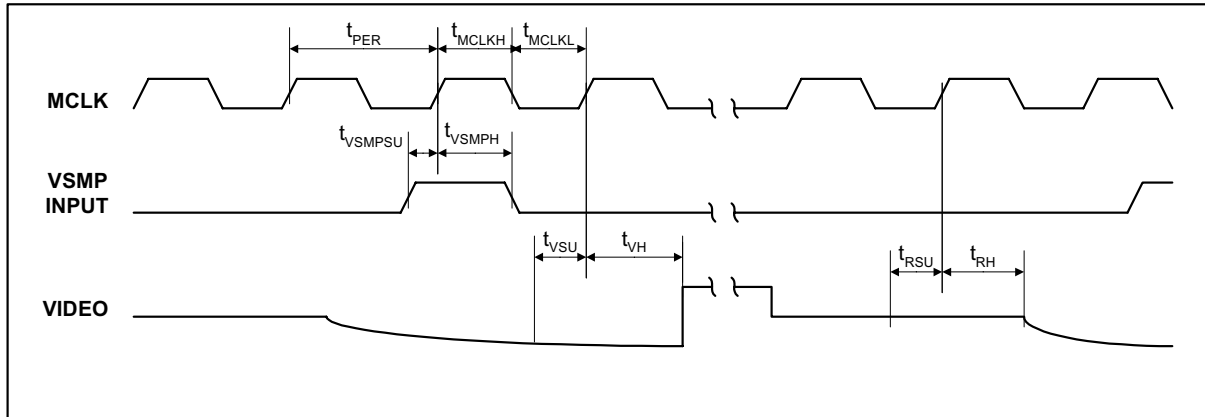 tPER tMCLKH tMCLKL
MCLK
tVSMPSU tVSMPH
VSMP
INPUT
tVSU tVH tRSU tRH
VIDEO